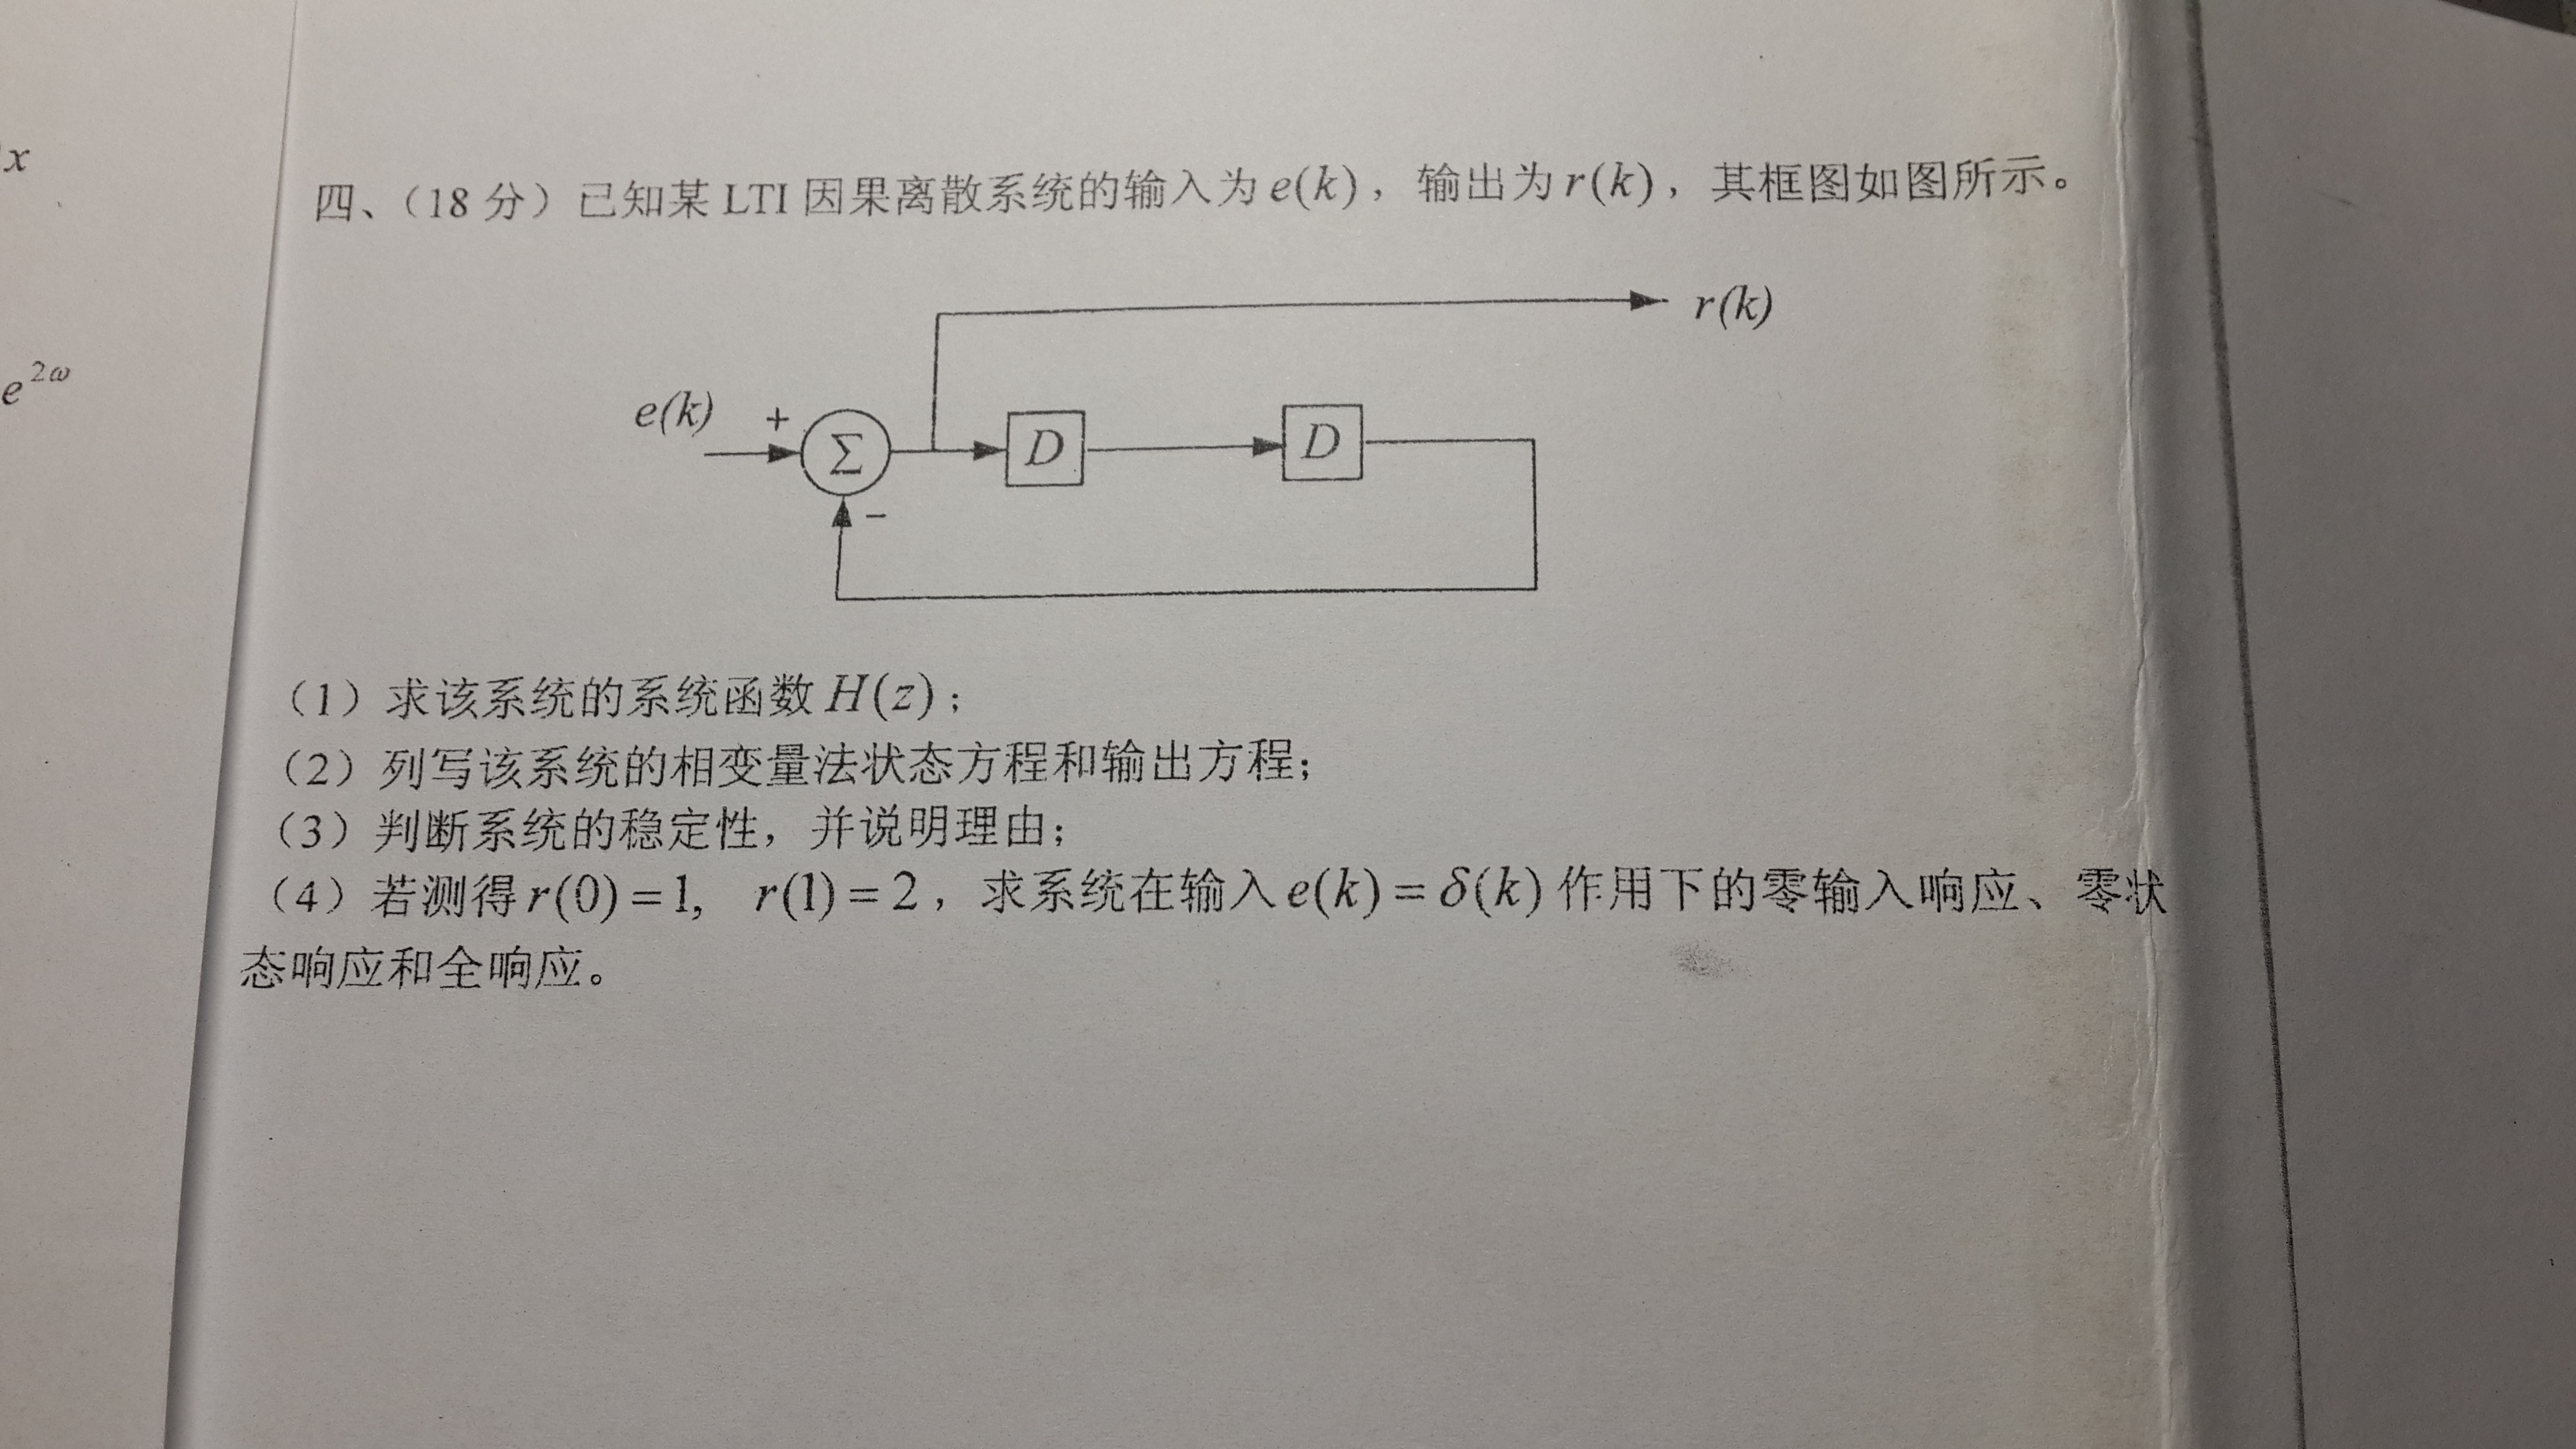 x
e^{2ω}
四、（18 分）已知某 LTI 因果离散系统的输入为 e(k)，输出为 r(k)，其框图如图所示。
r(k)
e(k) + Σ D D
−
（1）求该系统的系统函数 H(z)；
（2）列写该系统的相变量法状态方程和输出方程；
（3）判断系统的稳定性，并说明理由；
（4）若测得 r(0)=1, r(1)=2，求系统在输入 e(k)=δ(k) 作用下的零输入响应、零状
态响应和全响应。